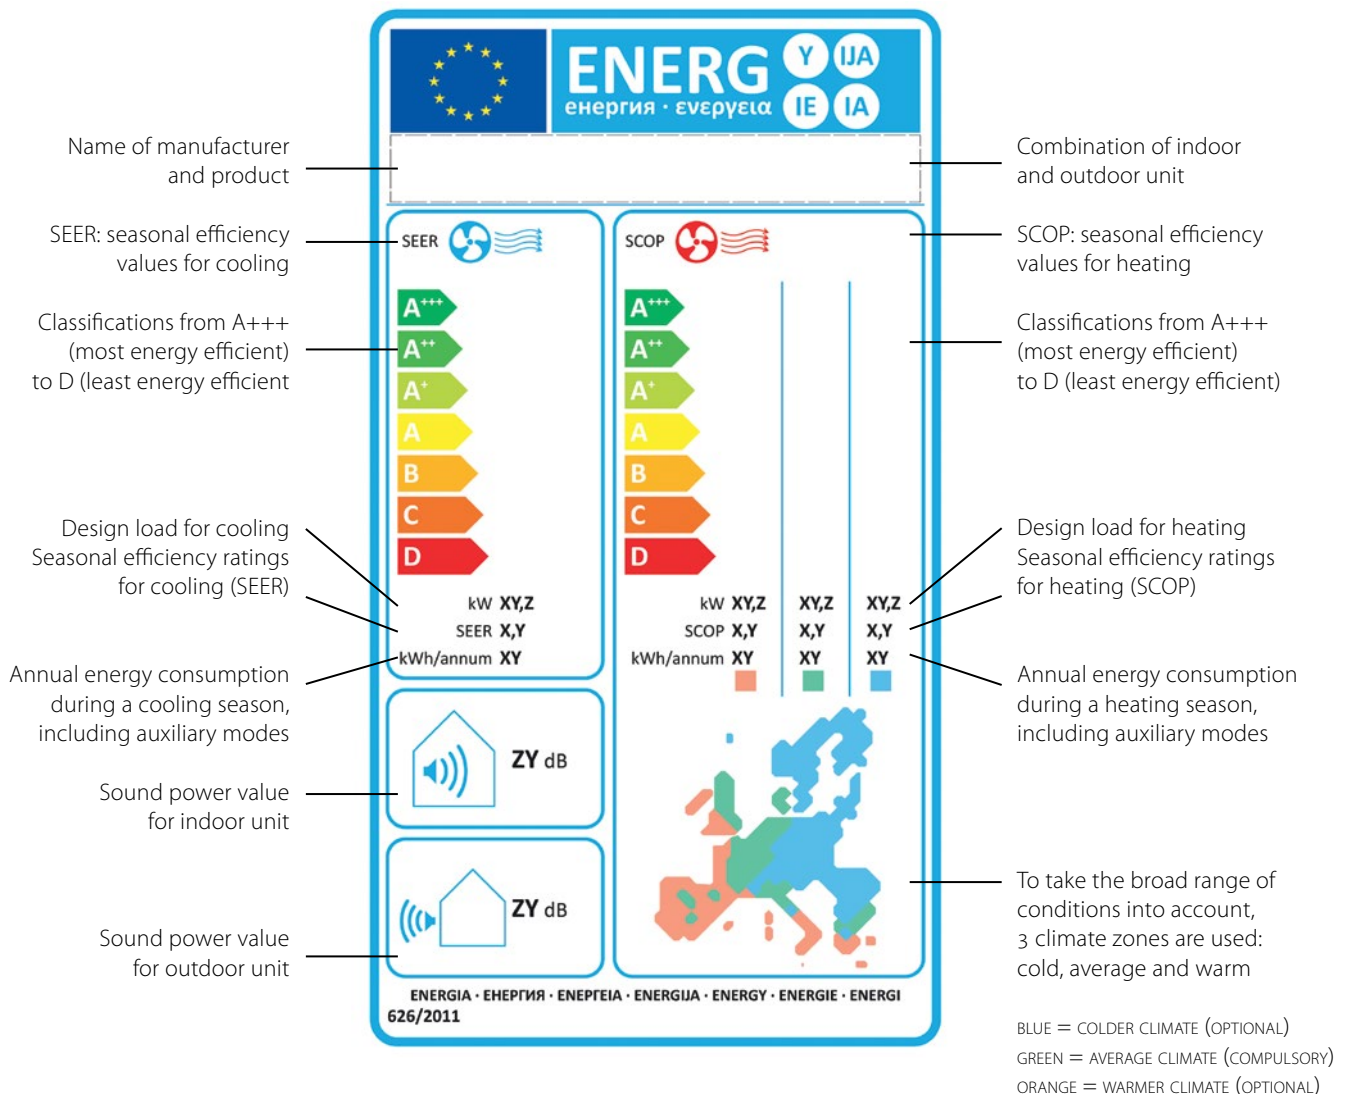 ENERG Y IJA
енергия · ενεργεια IE IA
Name of manufacturer
and product
Combination of indoor
and outdoor unit
SEER: seasonal efficiency
values for cooling
SEER
SCOP
SCOP: seasonal efficiency
values for heating
Classifications from A+++
(most energy efficient)
to D (least energy efficient
A+++
A++
A+
A
B
C
D
A+++
A++
A+
A
B
C
D
Classifications from A+++
(most energy efficient)
to D (least energy efficient)
Design load for cooling
Seasonal efficiency ratings
for cooling (SEER)
kW XY,Z
SEER X,Y
kWh/annum XY
kW XY,Z XY,Z XY,Z
SCOP X,Y X,Y X,Y
kWh/annum XY XY XY
Design load for heating
Seasonal efficiency ratings
for heating (SCOP)
Annual energy consumption
during a cooling season,
including auxiliary modes
Annual energy consumption
during a heating season,
including auxiliary modes
ZY dB
Sound power value
for indoor unit
ZY dB
Sound power value
for outdoor unit
To take the broad range of
conditions into account,
3 climate zones are used:
cold, average and warm
ENERGIA · ЕНЕРГИЯ · ΕΝΕΡΓΕΙΑ · ENERGIJA · ENERGY · ENERGIE · ENERGI
626/2011
BLUE = COLDER CLIMATE (OPTIONAL)
GREEN = AVERAGE CLIMATE (COMPULSORY)
ORANGE = WARMER CLIMATE (OPTIONAL)